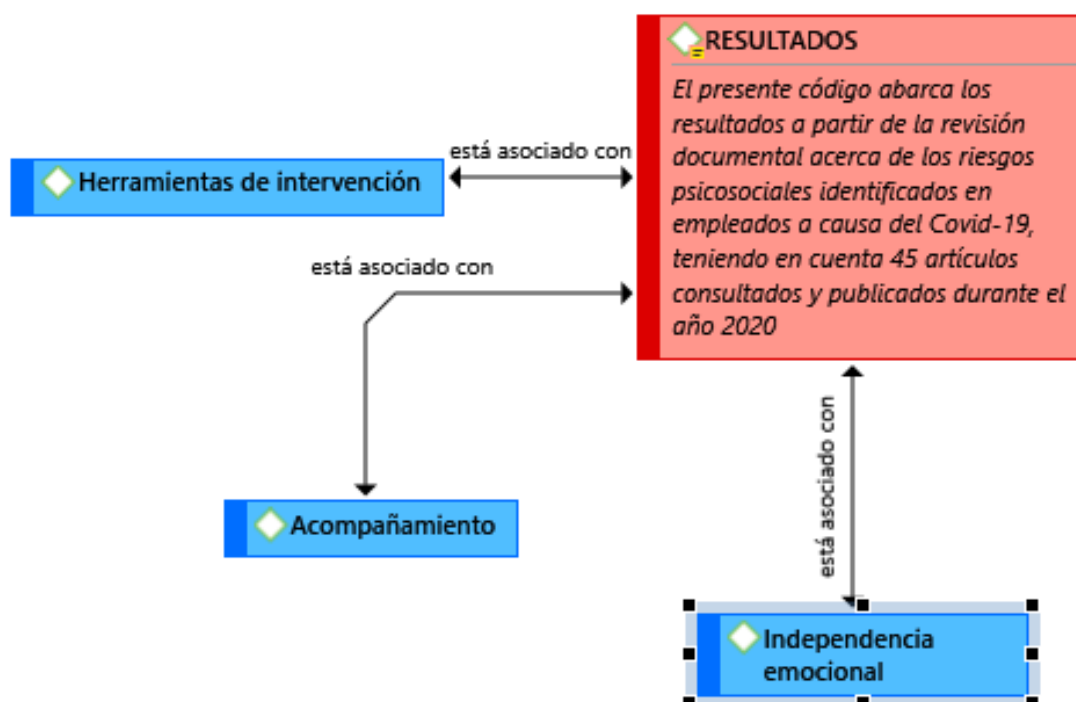 RESULTADOS
El presente código abarca los
resultados a partir de la revisión
documental acerca de los riesgos
psicosociales identificados en
empleados a causa del Covid-19,
teniendo en cuenta 45 artículos
consultados y publicados durante el
año 2020
está asociado con
Herramientas de intervención
está asociado con
Acompañamiento
está asociado con
Independencia
emocional